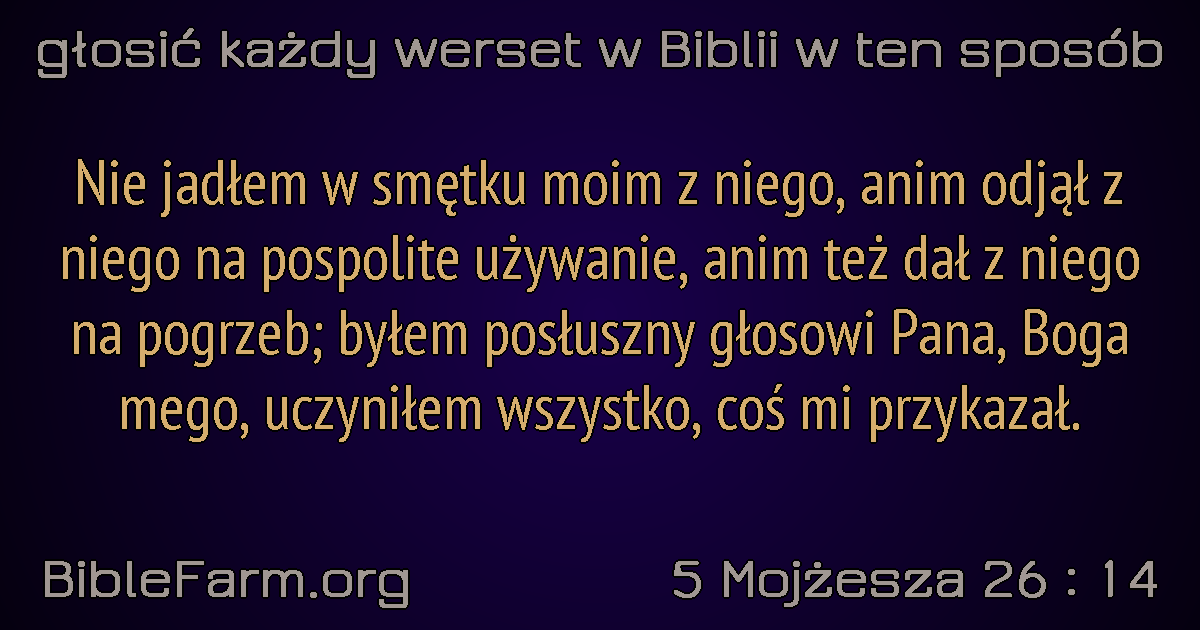 głosić każdy werset w Biblii w ten sposób
Nie jadłem w smętku moim z niego, anim odjął z
niego na pospolite używanie, anim też dał z niego
na pogrzeb; byłem posłuszny głosowi Pana, Boga
mego, uczyniłem wszystko, coś mi przykazał.
BibleFarm.org
5 Mojżesza 26 : 14